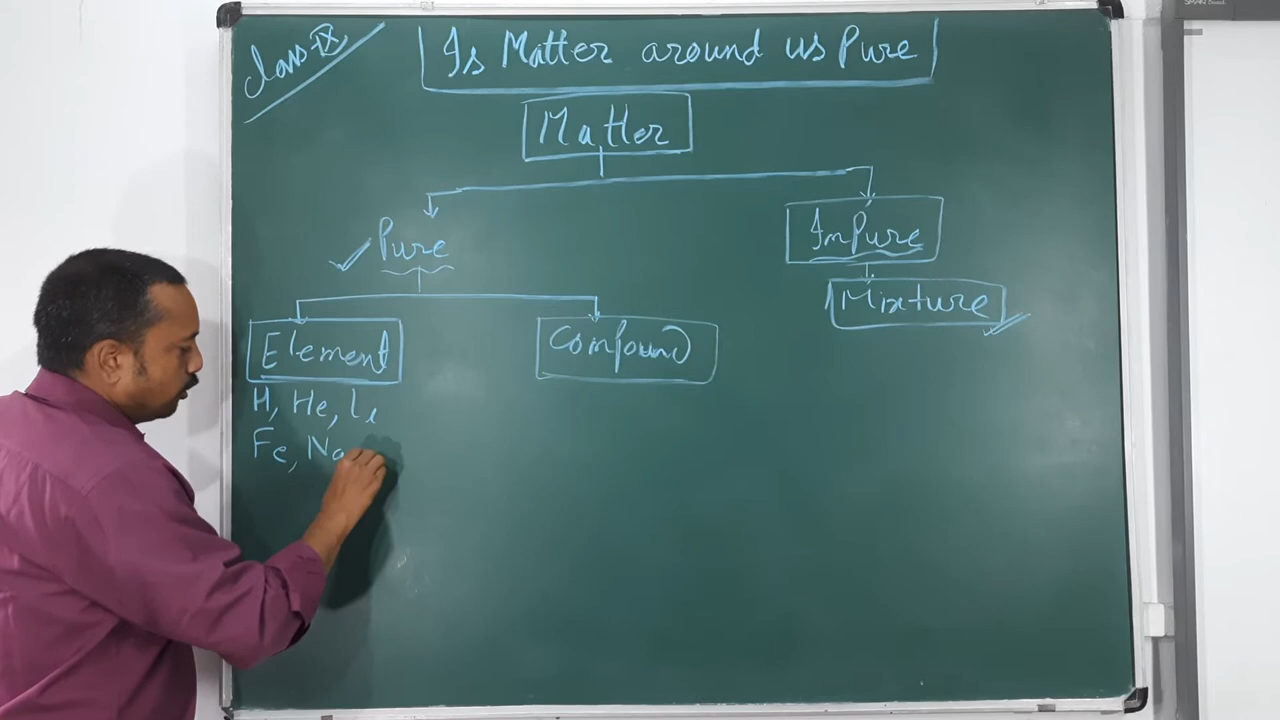 Class-IX
Is Matter around us Pure
Matter
Pure
ImPure
Mixture
Element
Compound
H, He, Li
Fe, Na